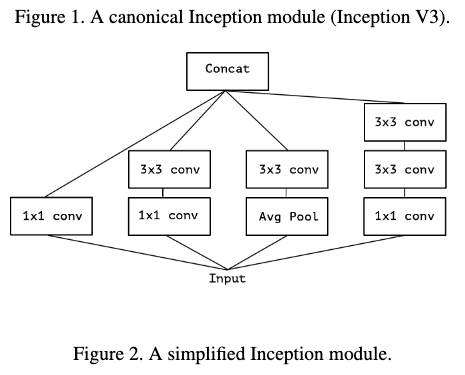 Figure 1. A canonical Inception module (Inception V3).
Concat
3x3 conv
3x3 conv
3x3 conv
3x3 conv
1x1 conv
1x1 conv
Avg Pool
1x1 conv
Input
Figure 2. A simplified Inception module.